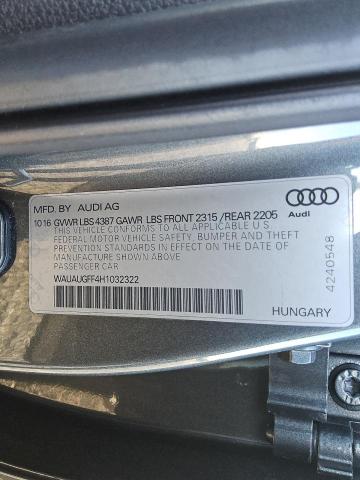 MFD. BY AUDI AG
1016 GVWR LBS 4387 GAWR LBS FRONT 2315 /REAR 2205
THIS VEHICLE CONFORMS TO ALL APPLICABLE U S
FEDERAL MOTOR VEHICLE SAFETY, BUMPER AND THEFT
PREVENTION STANDARDS IN EFFECT ON THE DATE OF
MANUFACTURE SHOWN ABOVE
PASSENGER CAR
WAUAUGFF4H1032322
Audi
4240548
HUNGARY